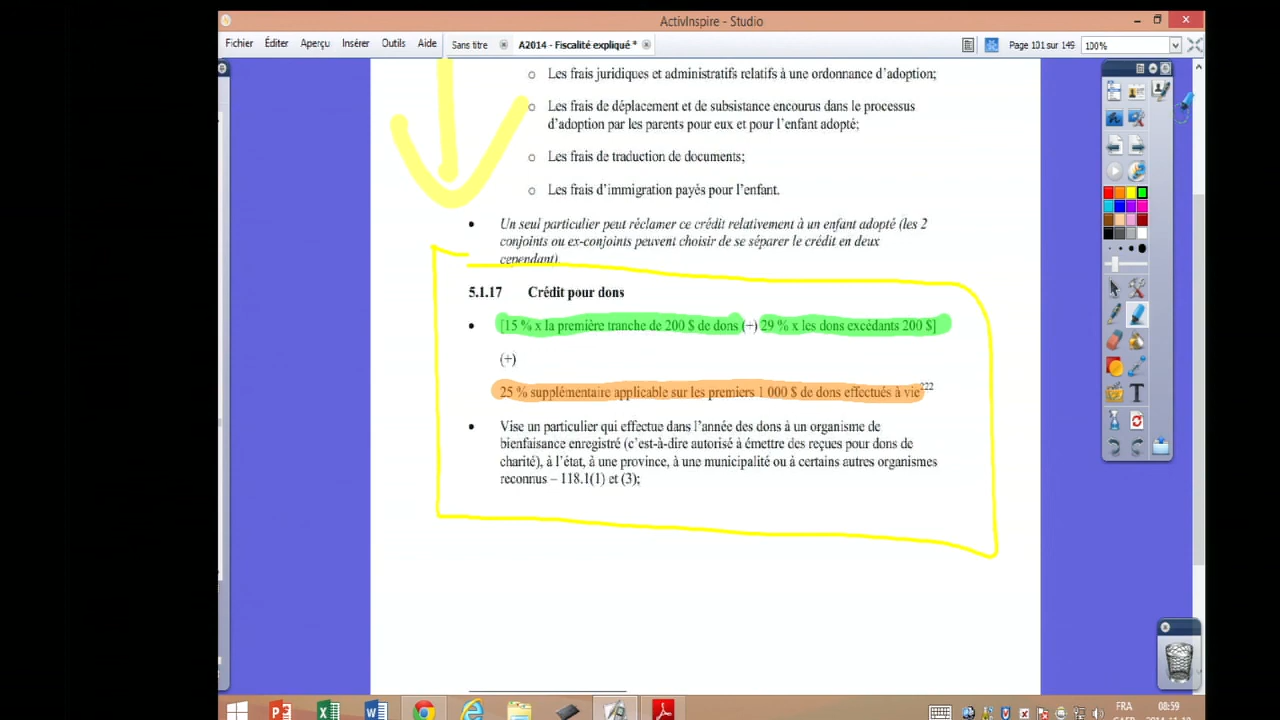 ActivInspire - Studio
Fichier Éditer Aperçu Insérer Outils Aide Sans titre A2014 - Fiscalité expliqué * Page 101 sur 149 100%
o Les frais juridiques et administratifs relatifs à une ordonnance d'adoption;
o Les frais de déplacement et de subsistance encourus dans le processus
d'adoption par les parents pour eux et pour l'enfant adopté;
o Les frais de traduction de documents;
o Les frais d'immigration payés pour l'enfant.
• Un seul particulier peut réclamer ce crédit relativement à un enfant adopté (les 2
conjoints ou ex-conjoints peuvent choisir de se séparer le crédit en deux
cependant).
5.1.17 Crédit pour dons
• [15 % x la première tranche de 200 $ de dons (+) 29 % x les dons excédants 200 $]
(+)
25 % supplémentaire applicable sur les premiers 1 000 $ de dons effectués à vie222
• Vise un particulier qui effectue dans l'année des dons à un organisme de
bienfaisance enregistré (c'est-à-dire autorisé à émettre des reçues pour dons de
charité), à l'état, à une province, à une municipalité ou à certains autres organismes
reconnus – 118.1(1) et (3);
FRA 08:59